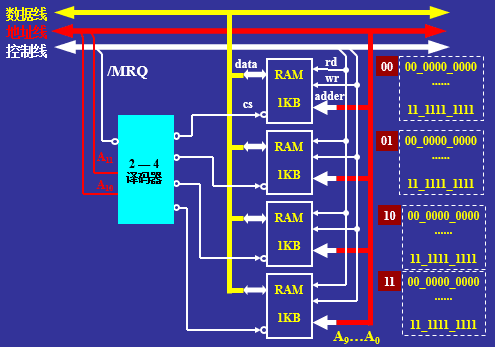 数据线
地址线
控制线
/MRQ
data
cs
rd
wr
adder
RAM
1KB
RAM
1KB
RAM
1KB
RAM
1KB
A11
A10
2 — 4
译码器
00
00_0000_0000
......
11_1111_1111
01
00_0000_0000
......
11_1111_1111
10
00_0000_0000
......
11_1111_1111
11
00_0000_0000
......
11_1111_1111
A9…A0